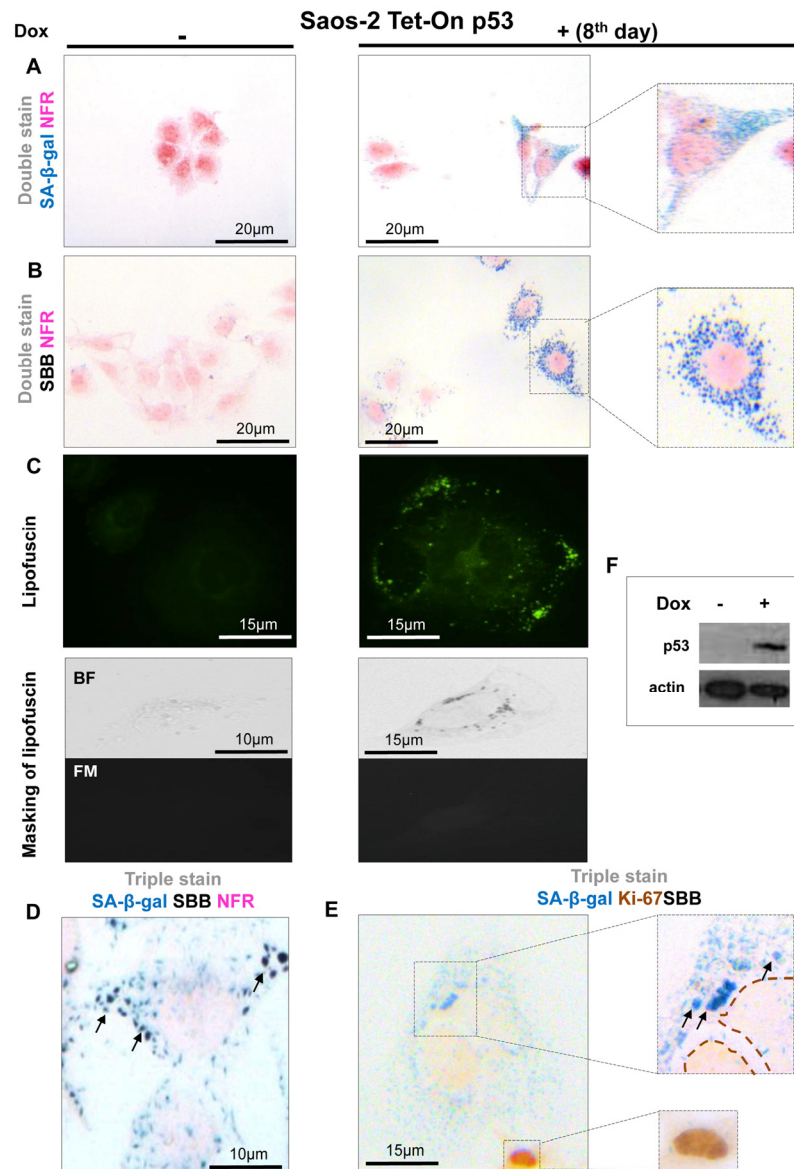 Saos-2 Tet-On p53
Dox
-
+ (8th day)
A
Double stain
SA-β-gal NFR
20µm
20µm
B
Double stain
SBB NFR
20µm
20µm
C
Lipofuscin
15µm
15µm
F
Dox - +
p53
actin
Masking of lipofuscin
BF
10µm
15µm
FM
Triple stain
SA-β-gal SBB NFR
D
10µm
Triple stain
SA-β-gal Ki-67SBB
E
15µm